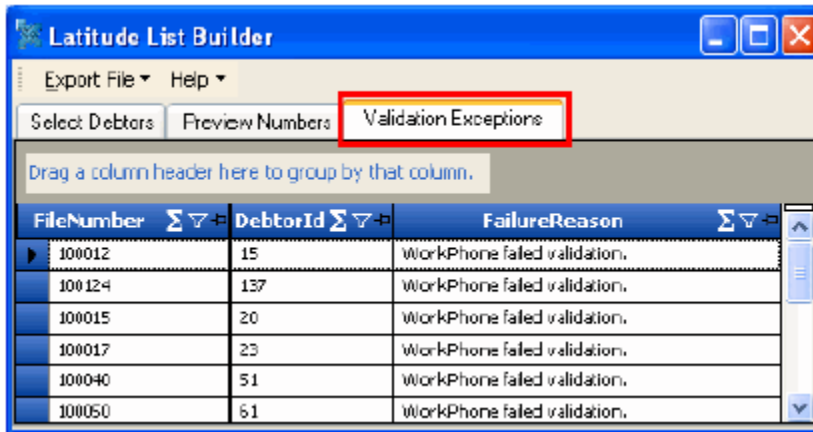 Latitude List Builder
Export File Help
Select Debtors Preview Numbers Validation Exceptions
Drag a column header here to group by that column.
FileNumber DebtorId FailureReason
100012 15 WorkPhone failed validation.
100124 137 WorkPhone failed validation.
100015 20 WorkPhone failed validation.
100017 23 WorkPhone failed validation.
100040 51 WorkPhone failed validation.
100050 61 WorkPhone failed validation.